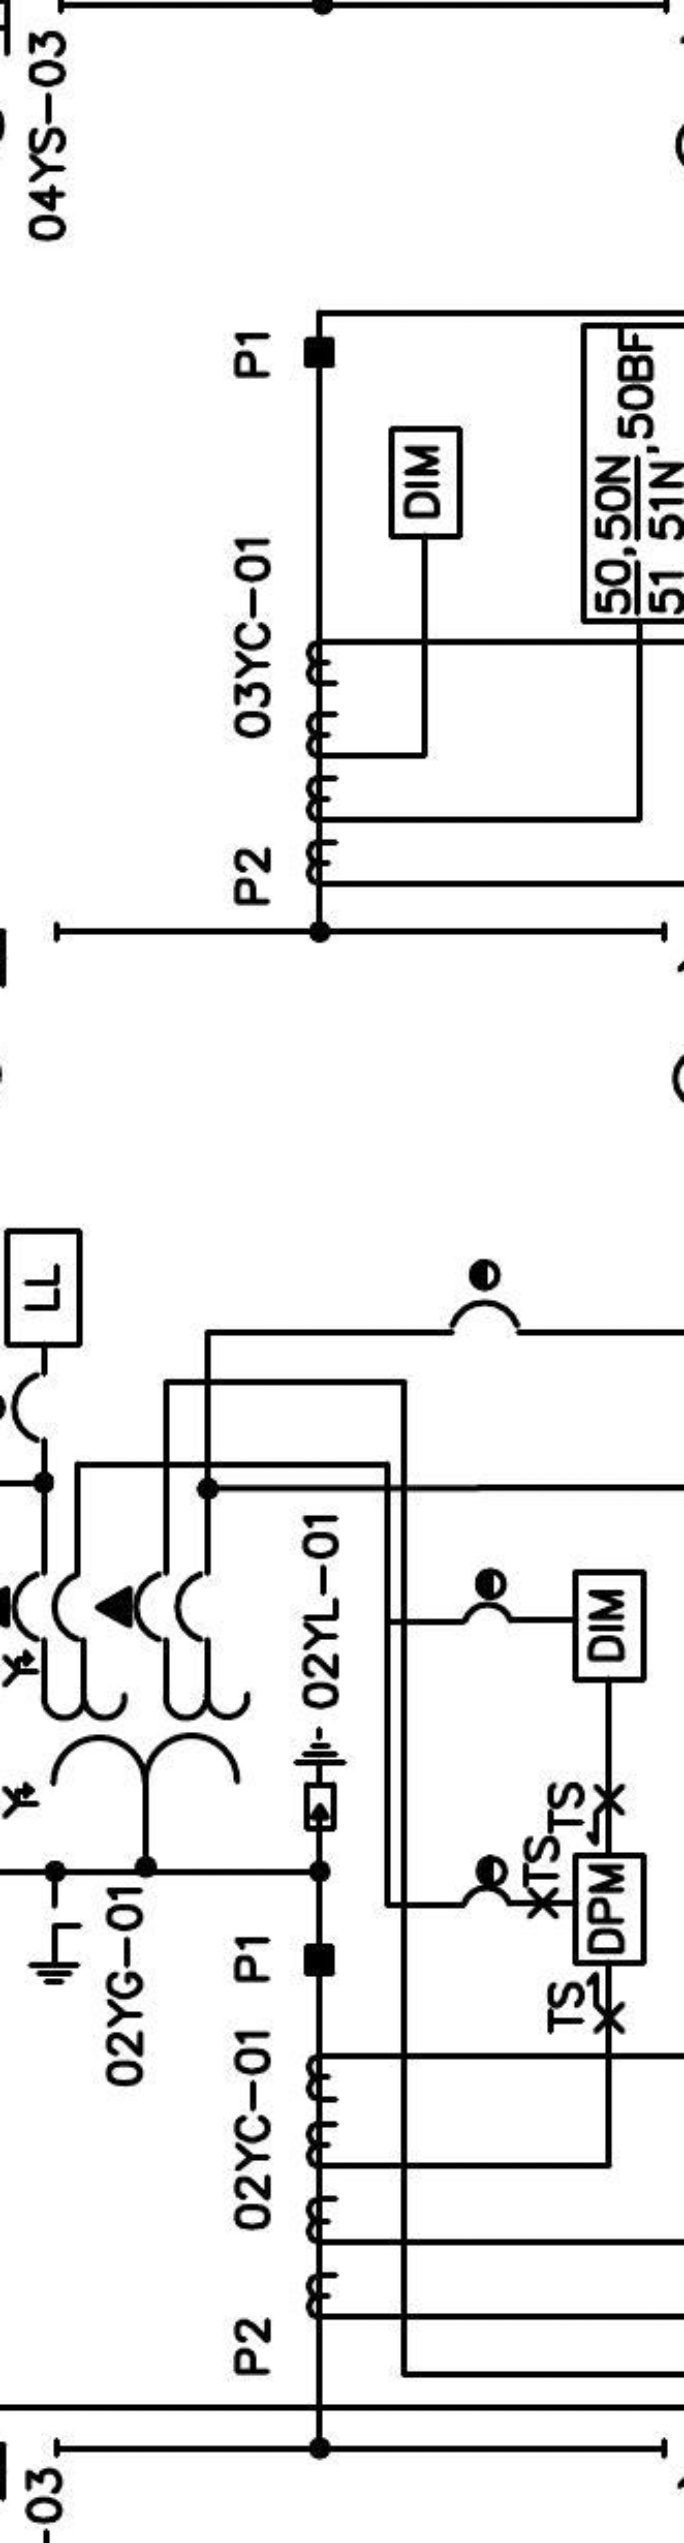 04YS-03
P1
DIM
50,50N,50BF
51 51N
03YC-01
P2
LL
02YL-01
DIM
TS
TS
DPM
TS
02YG-01
P1
02YC-01
P2
-03